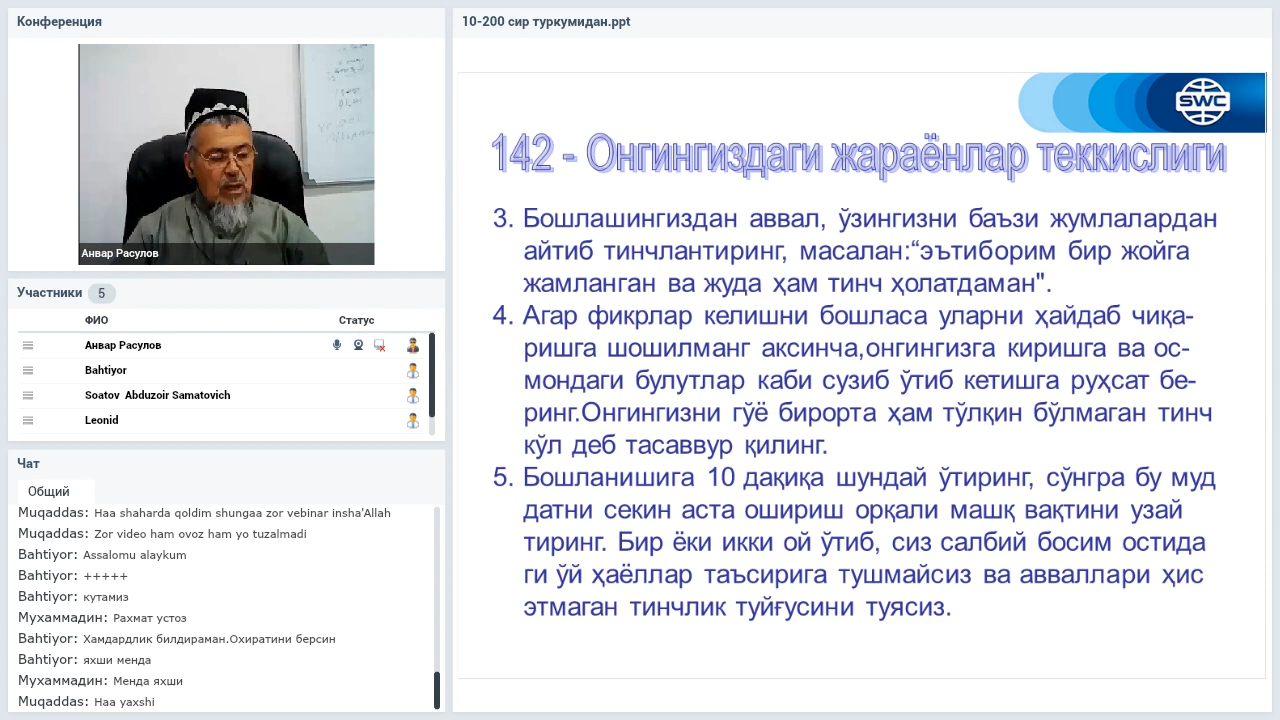 Конференция
Анвар Расулов
Участники 5
ФИО Статус
Анвар Расулов
Bahtiyor
Soatov Abduzoir Samatovich
Leonid
Чат
Общий
Muqaddas: Haa shaharda qoldim shungaa zor vebinar insha'Allah
Muqaddas: Zor video ham ovoz ham yo tuzalmadi
Bahtiyor: Assalomu alaykum
Bahtiyor: +++++
Bahtiyor: кутамиз
Мухаммадин: Рахмат устоз
Bahtiyor: Хамдардлик билдираман.Охиратини берсин
Bahtiyor: яхши менда
Мухаммадин: Менда яхши
Muqaddas: Haa yaxshi
10-200 сир туркумидан.ppt
SWC
142 - Онгингиздаги жараёнлар теккислиги
3. Бошлашингиздан аввал, ўзингизни баъзи жумлалардан
айтиб тинчлантиринг, масалан:“эътиборим бир жойга
жамланган ва жуда ҳам тинч ҳолатдаман".
4. Агар фикрлар келишни бошласа уларни ҳайдаб чиқа-
ришга шошилманг аксинча,онгингизга киришга ва ос-
мондаги булутлар каби сузиб ўтиб кетишга руҳсат бе-
ринг.Онгингизни гўё бирорта ҳам тўлқин бўлмаган тинч
кўл деб тасаввур қилинг.
5. Бошланишига 10 дақиқа шундай ўтиринг, сўнгра бу муд
датни секин аста ошириш орқали машқ вақтини узай
тиринг. Бир ёки икки ой ўтиб, сиз салбий босим остида
ги ўй ҳаёллар таъсирига тушмайсиз ва авваллари ҳис
этмаган тинчлик туйғусини туясиз.